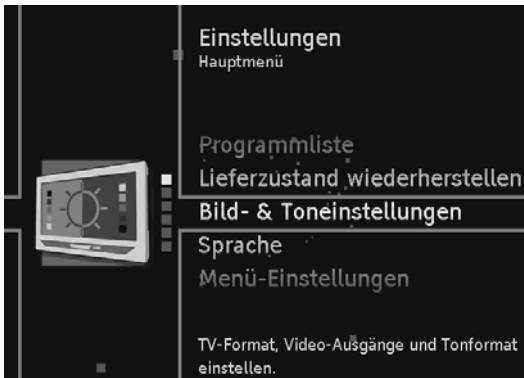 Einstellungen
Hauptmenü
Programmliste
Lieferzustand wiederherstellen
Bild- & Toneinstellungen
Sprache
Menü-Einstellungen
TV-Format, Video-Ausgänge und Tonformat
einstellen.